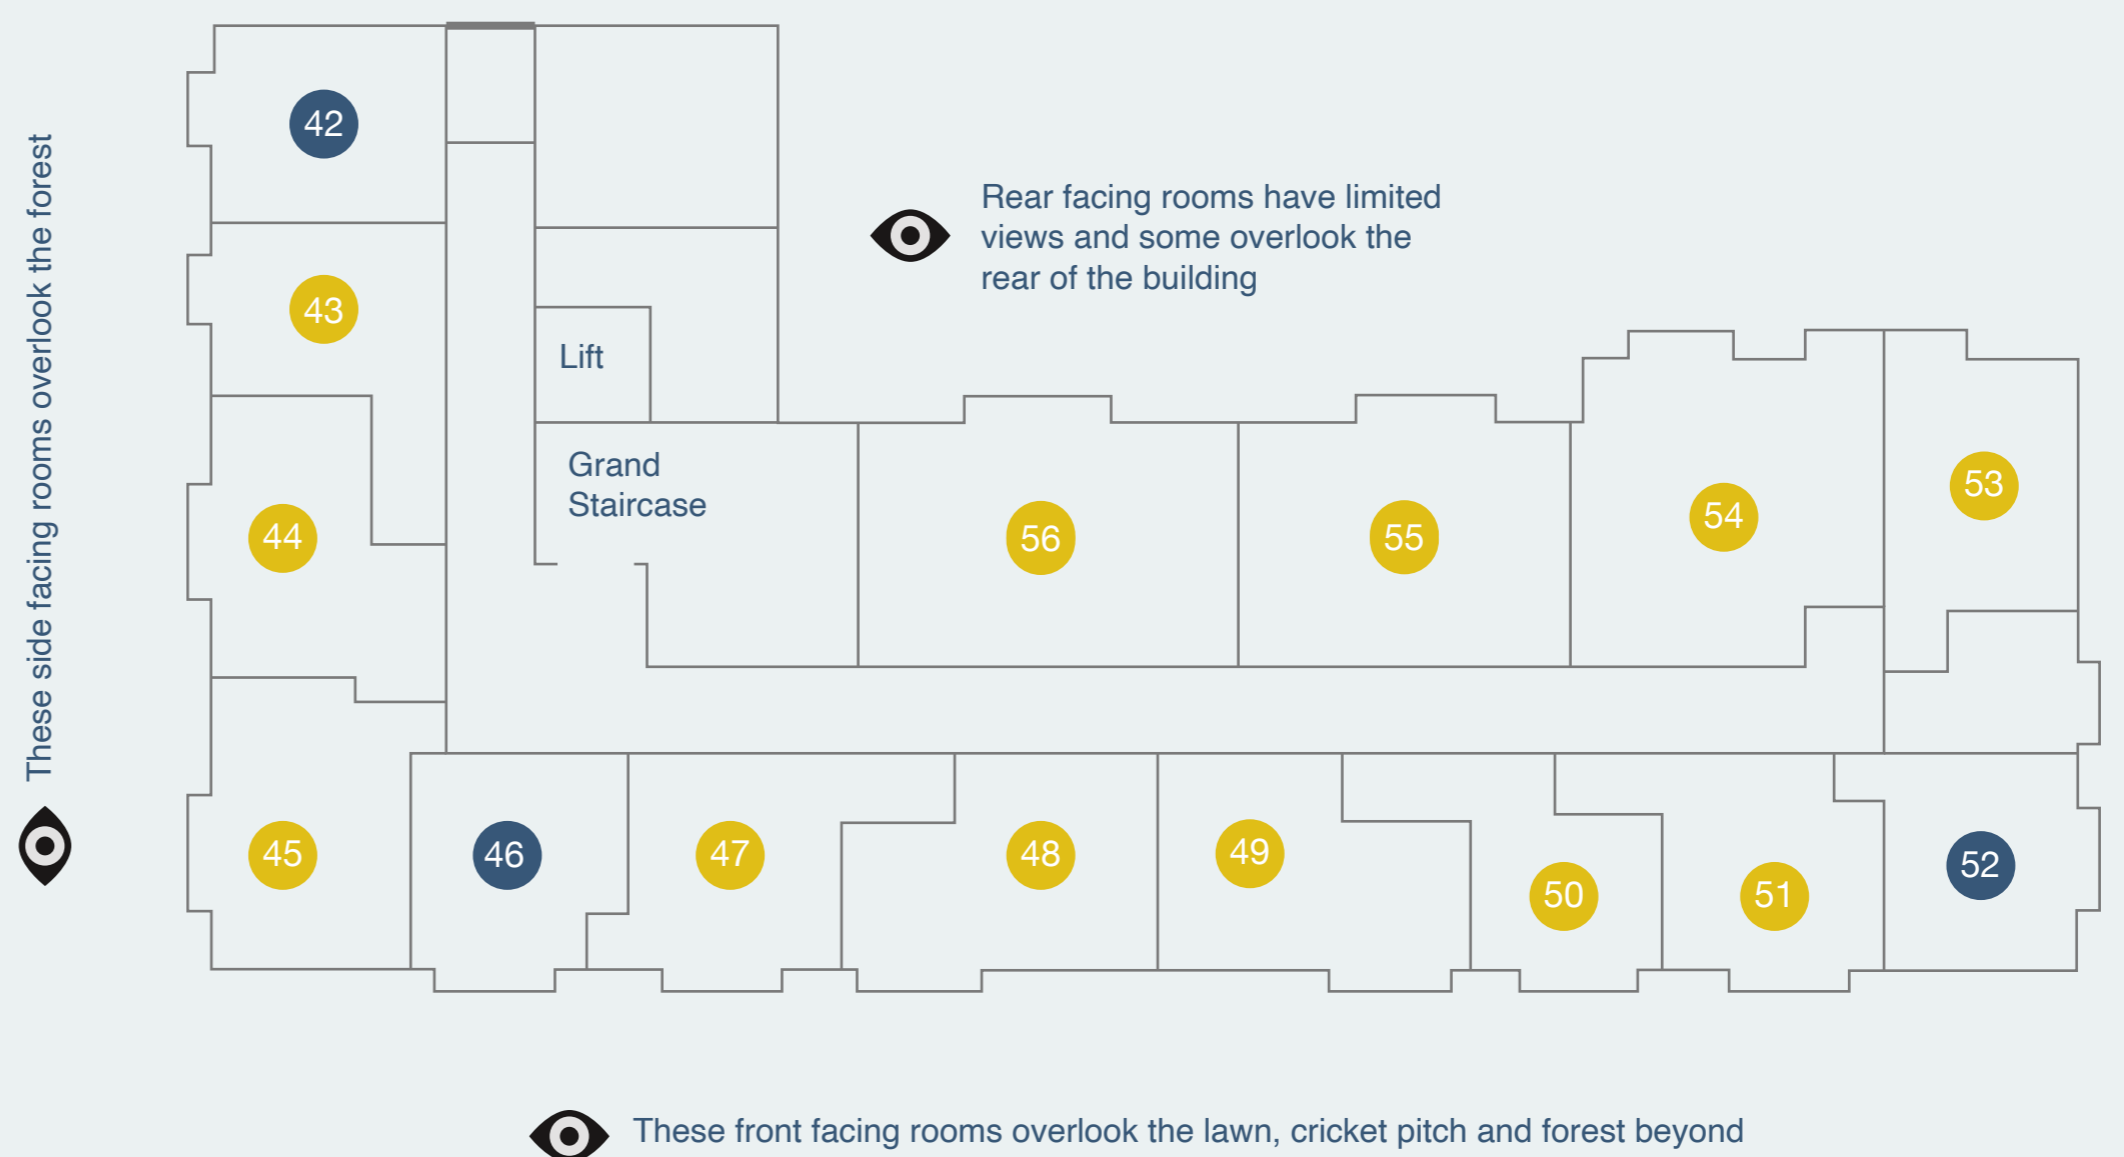 42
Rear facing rooms have limited
views and some overlook the
rear of the building
These side facing rooms overlook the forest
43
Lift
Grand
Staircase
44
56
55
54
53
45
46
47
48
49
50
51
52
These front facing rooms overlook the lawn, cricket pitch and forest beyond